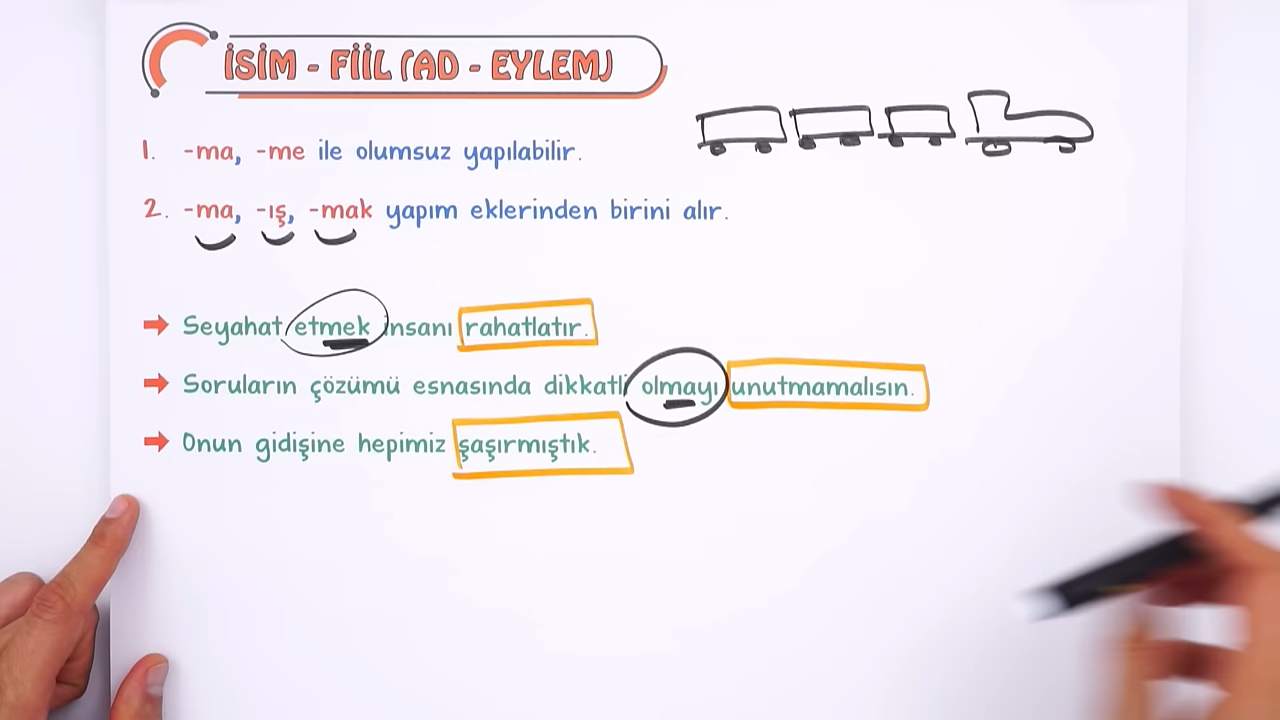 İSİM - FİİL (AD - EYLEM)
1. -ma, -me ile olumsuz yapılabilir.
2. -ma, -ış, -mak yapım eklerinden birini alır.
➡ Seyahat etmek insanı rahatlatır.
➡ Soruların çözümü esnasında dikkatli olmayı unutmamalısın.
➡ Onun gidişine hepimiz şaşırmıştık.